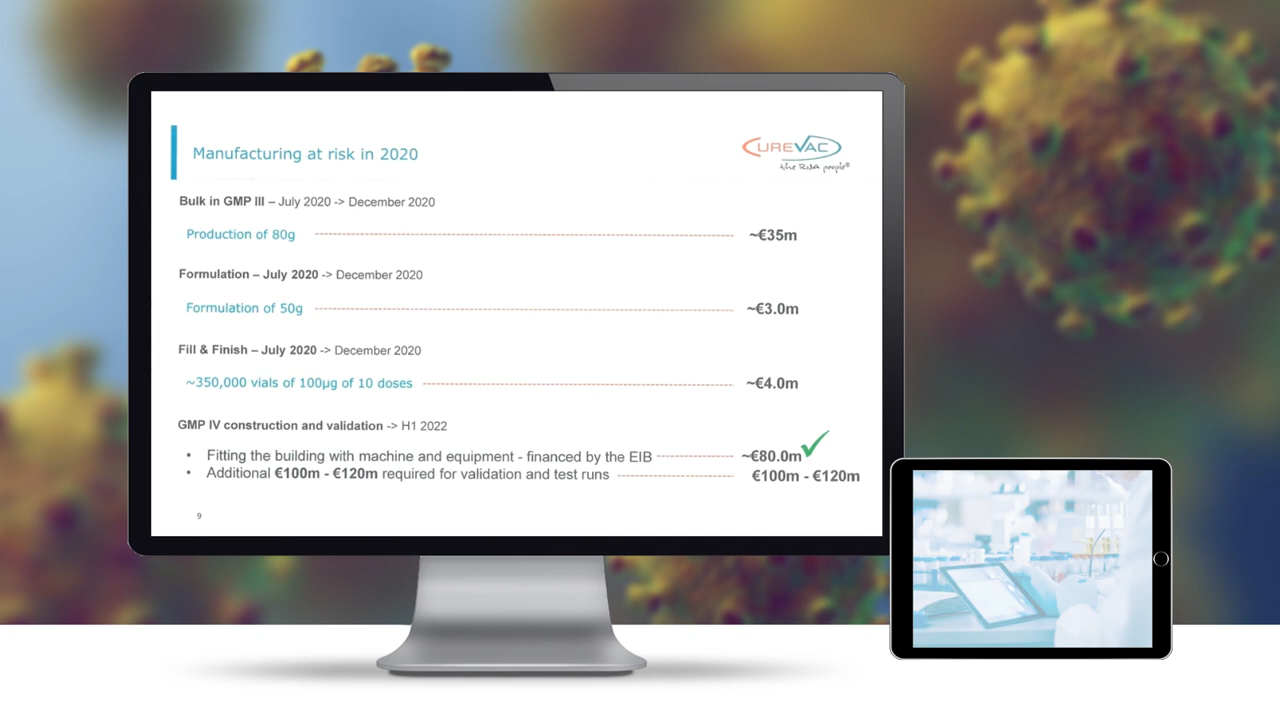 Manufacturing at risk in 2020
CUREVAC
the RNA people®
Bulk in GMP III – July 2020 -> December 2020
Production of 80g ~€35m
Formulation – July 2020 -> December 2020
Formulation of 50g ~€3.0m
Fill & Finish – July 2020 -> December 2020
~350,000 vials of 100µg of 10 doses ~€4.0m
GMP IV construction and validation -> H1 2022
• Fitting the building with machine and equipment - financed by the EIB ~€80.0m
• Additional €100m - €120m required for validation and test runs €100m - €120m
9